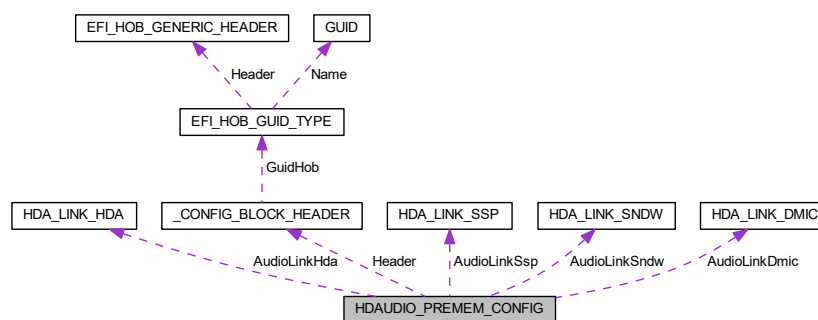 EFI_HOB_GENERIC_HEADER GUID
Header Name
EFI_HOB_GUID_TYPE
GuidHob
HDA_LINK_HDA _CONFIG_BLOCK_HEADER HDA_LINK_SSP HDA_LINK_SNDW HDA_LINK_DMIC
AudioLinkHda Header AudioLinkSsp AudioLinkSndw AudioLinkDmic
HDAUDIO_PREMEM_CONFIG